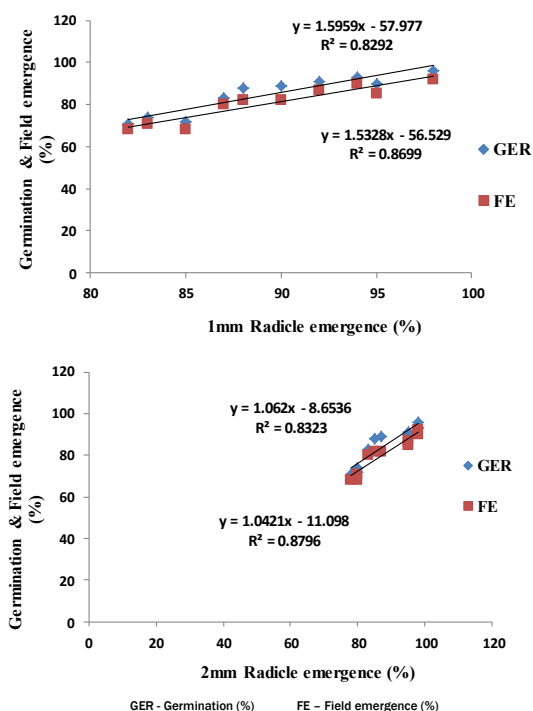 y = 1.5959x - 57.977
R² = 0.8292
120
100
80
60
40
20
0
Germination & Field emergence
(%)
y = 1.5328x - 56.529
R² = 0.8699
GER
FE
80
85
90
95
100
1mm Radicle emergence (%)
120
100
80
60
40
20
0
Germination & Field emergence
(%)
y = 1.062x - 8.6536
R² = 0.8323
y = 1.0421x - 11.098
R² = 0.8796
GER
FE
0
20
40
60
80
100
120
2mm Radicle emergence (%)
GER - Germination (%) FE – Field emergence (%)